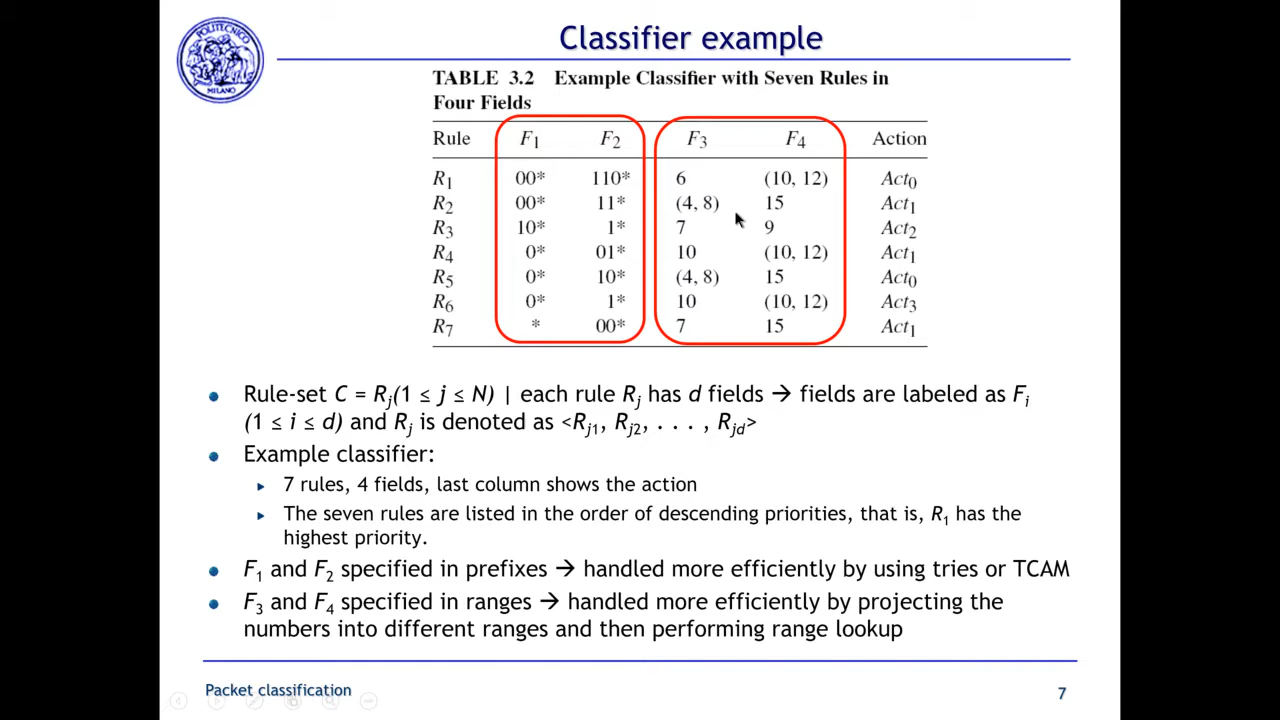 Classifier example
POLITECNICO
MILANO
TABLE 3.2 Example Classifier with Seven Rules in
Four Fields
Rule F1 F2 F3 F4 Action
R1 00* 110* 6 (10, 12) Act0
R2 00* 11* (4, 8) 15 Act1
R3 10* 1* 7 9 Act2
R4 0* 01* 10 (10, 12) Act1
R5 0* 10* (4, 8) 15 Act0
R6 0* 1* 10 (10, 12) Act3
R7 * 00* 7 15 Act1
Rule-set C = Rj(1 ≤ j ≤ N) | each rule Rj has d fields → fields are labeled as Fi
(1 ≤ i ≤ d) and Rj is denoted as <Rj1, Rj2, . . . , Rjd>
Example classifier:
7 rules, 4 fields, last column shows the action
The seven rules are listed in the order of descending priorities, that is, R1 has the
highest priority.
F1 and F2 specified in prefixes → handled more efficiently by using tries or TCAM
F3 and F4 specified in ranges → handled more efficiently by projecting the
numbers into different ranges and then performing range lookup
Packet classification 7